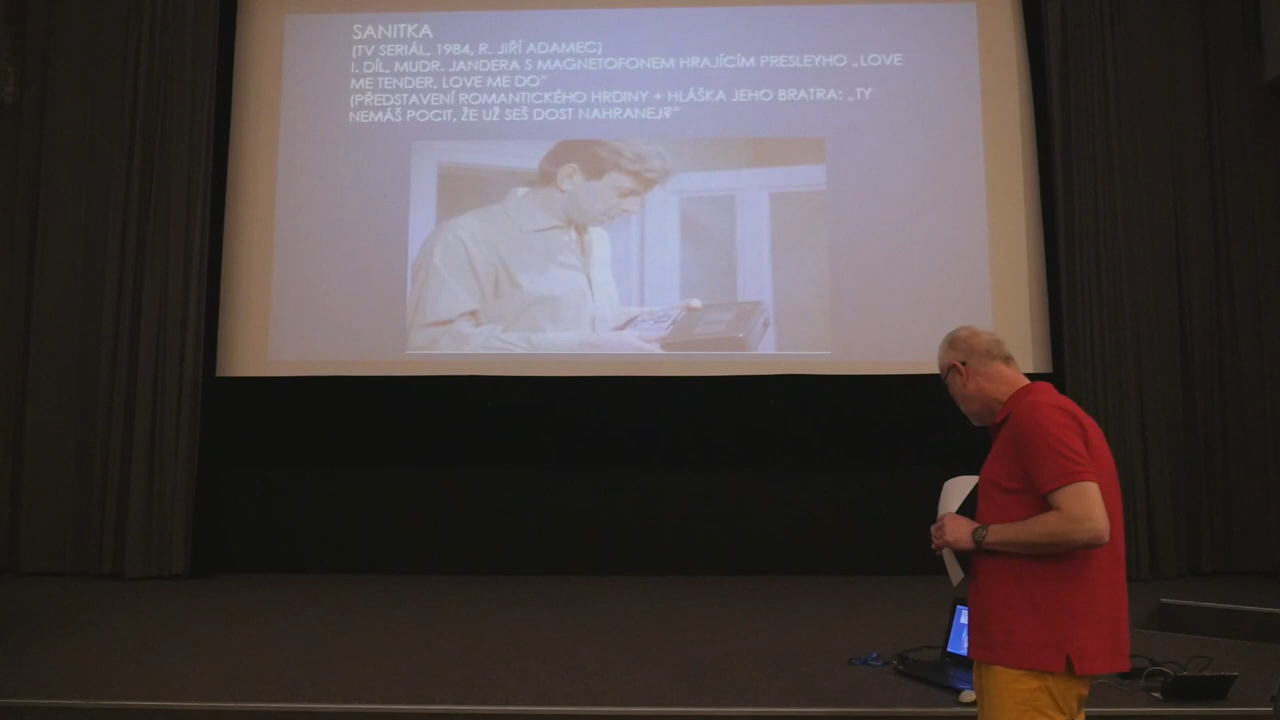 SANITKA
(TV SERIÁL, 1984, R. JIŘÍ ADAMEC)
I. DÍL, MUDR. JANDERA S MAGNETOFONEM HRAJÍCÍM PRESLEYHO „LOVE
ME TENDER, LOVE ME DO“
(PŘEDSTAVENÍ ROMANTICKÉHO HRDINY + HLÁŠKA JEHO BRATRA: „TY
NEMÁŠ POCIT, ŽE UŽ SEŠ DOST NAHRANEJ?“